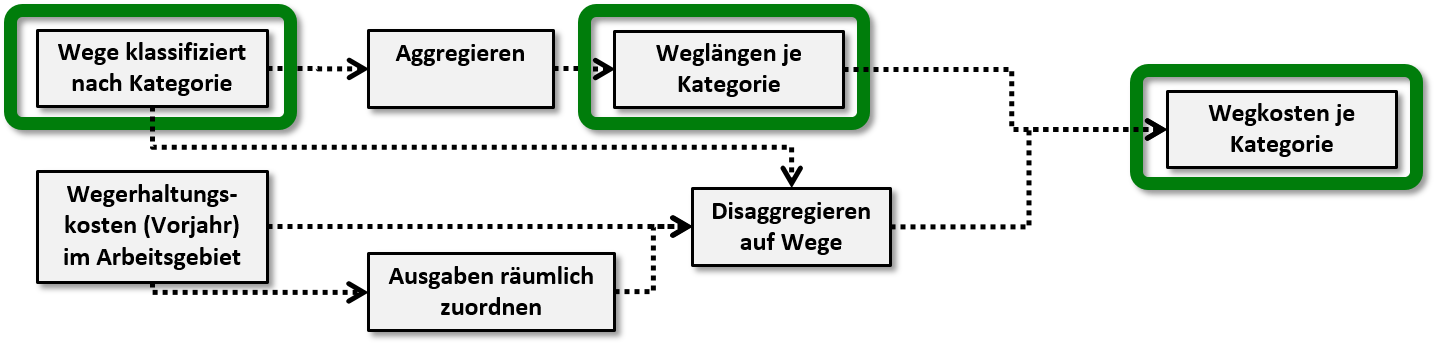 Wege klassifiziert
nach Kategorie
Aggregieren
Weglängen je
Kategorie
Wegkosten je
Kategorie
Wegerhaltungs-
kosten (Vorjahr)
im Arbeitsgebiet
Disaggregieren
auf Wege
Ausgaben räumlich
zuordnen